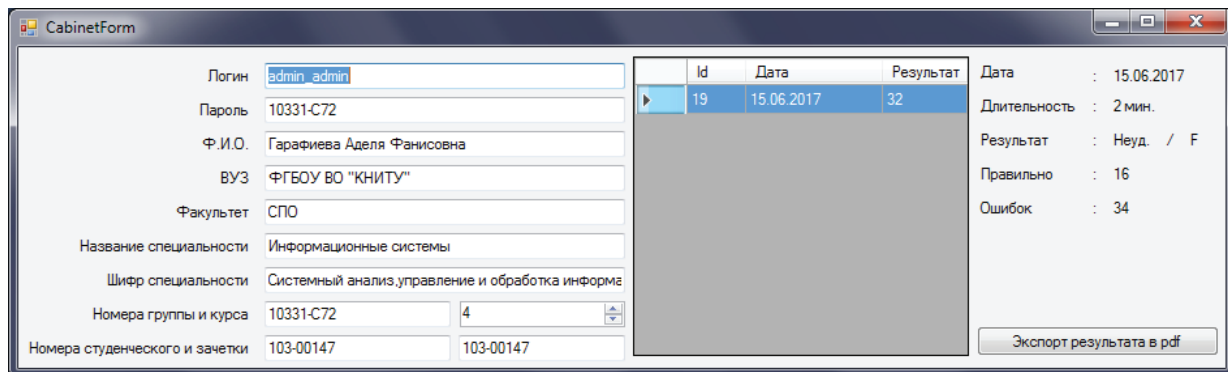 CabinetForm
Логин admin_admin
Пароль 10331-С72
Ф.И.О. Гарафиева Аделя Фанисовна
ВУЗ ФГБОУ ВО "КНИТУ"
Факультет СПО
Название специальности Информационные системы
Шифр специальности Системный анализ,управление и обработка информа
Номера группы и курса 10331-С72 4
Номера студенческого и зачетки 103-00147 103-00147
Id Дата Результат
19 15.06.2017 32
Дата : 15.06.2017
Длительность : 2 мин.
Результат : Неуд. / F
Правильно : 16
Ошибок : 34
Экспорт результата в pdf